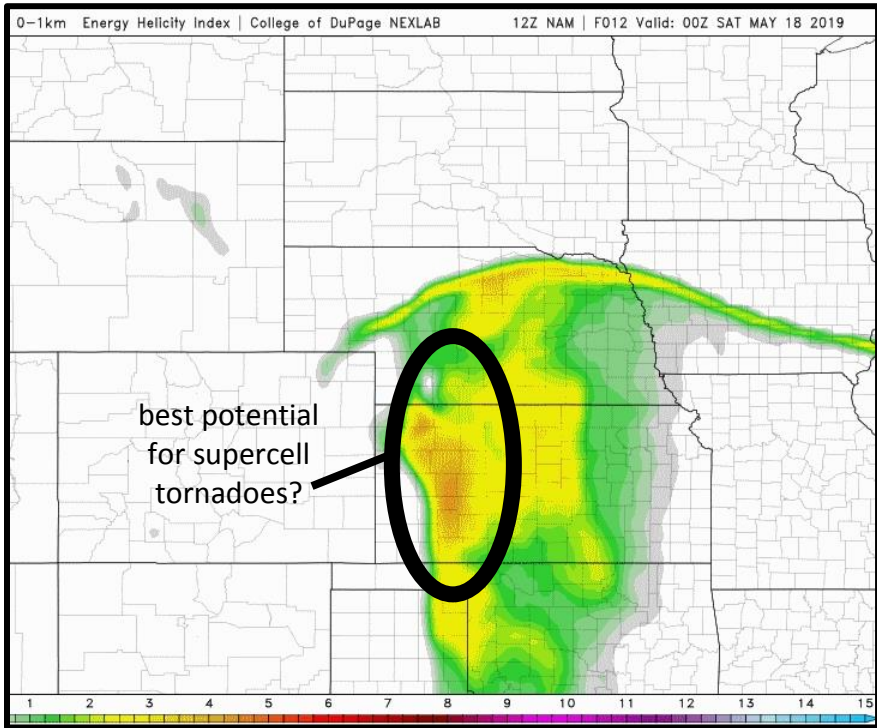 0-1km Energy Helicity Index | College of DuPage NEXLAB 12Z NAM | F012 Valid: 00Z SAT MAY 18 2019
best potential
for supercell
tornadoes?
1 2 3 4 5 6 7 8 9 10 11 12 13 14 15